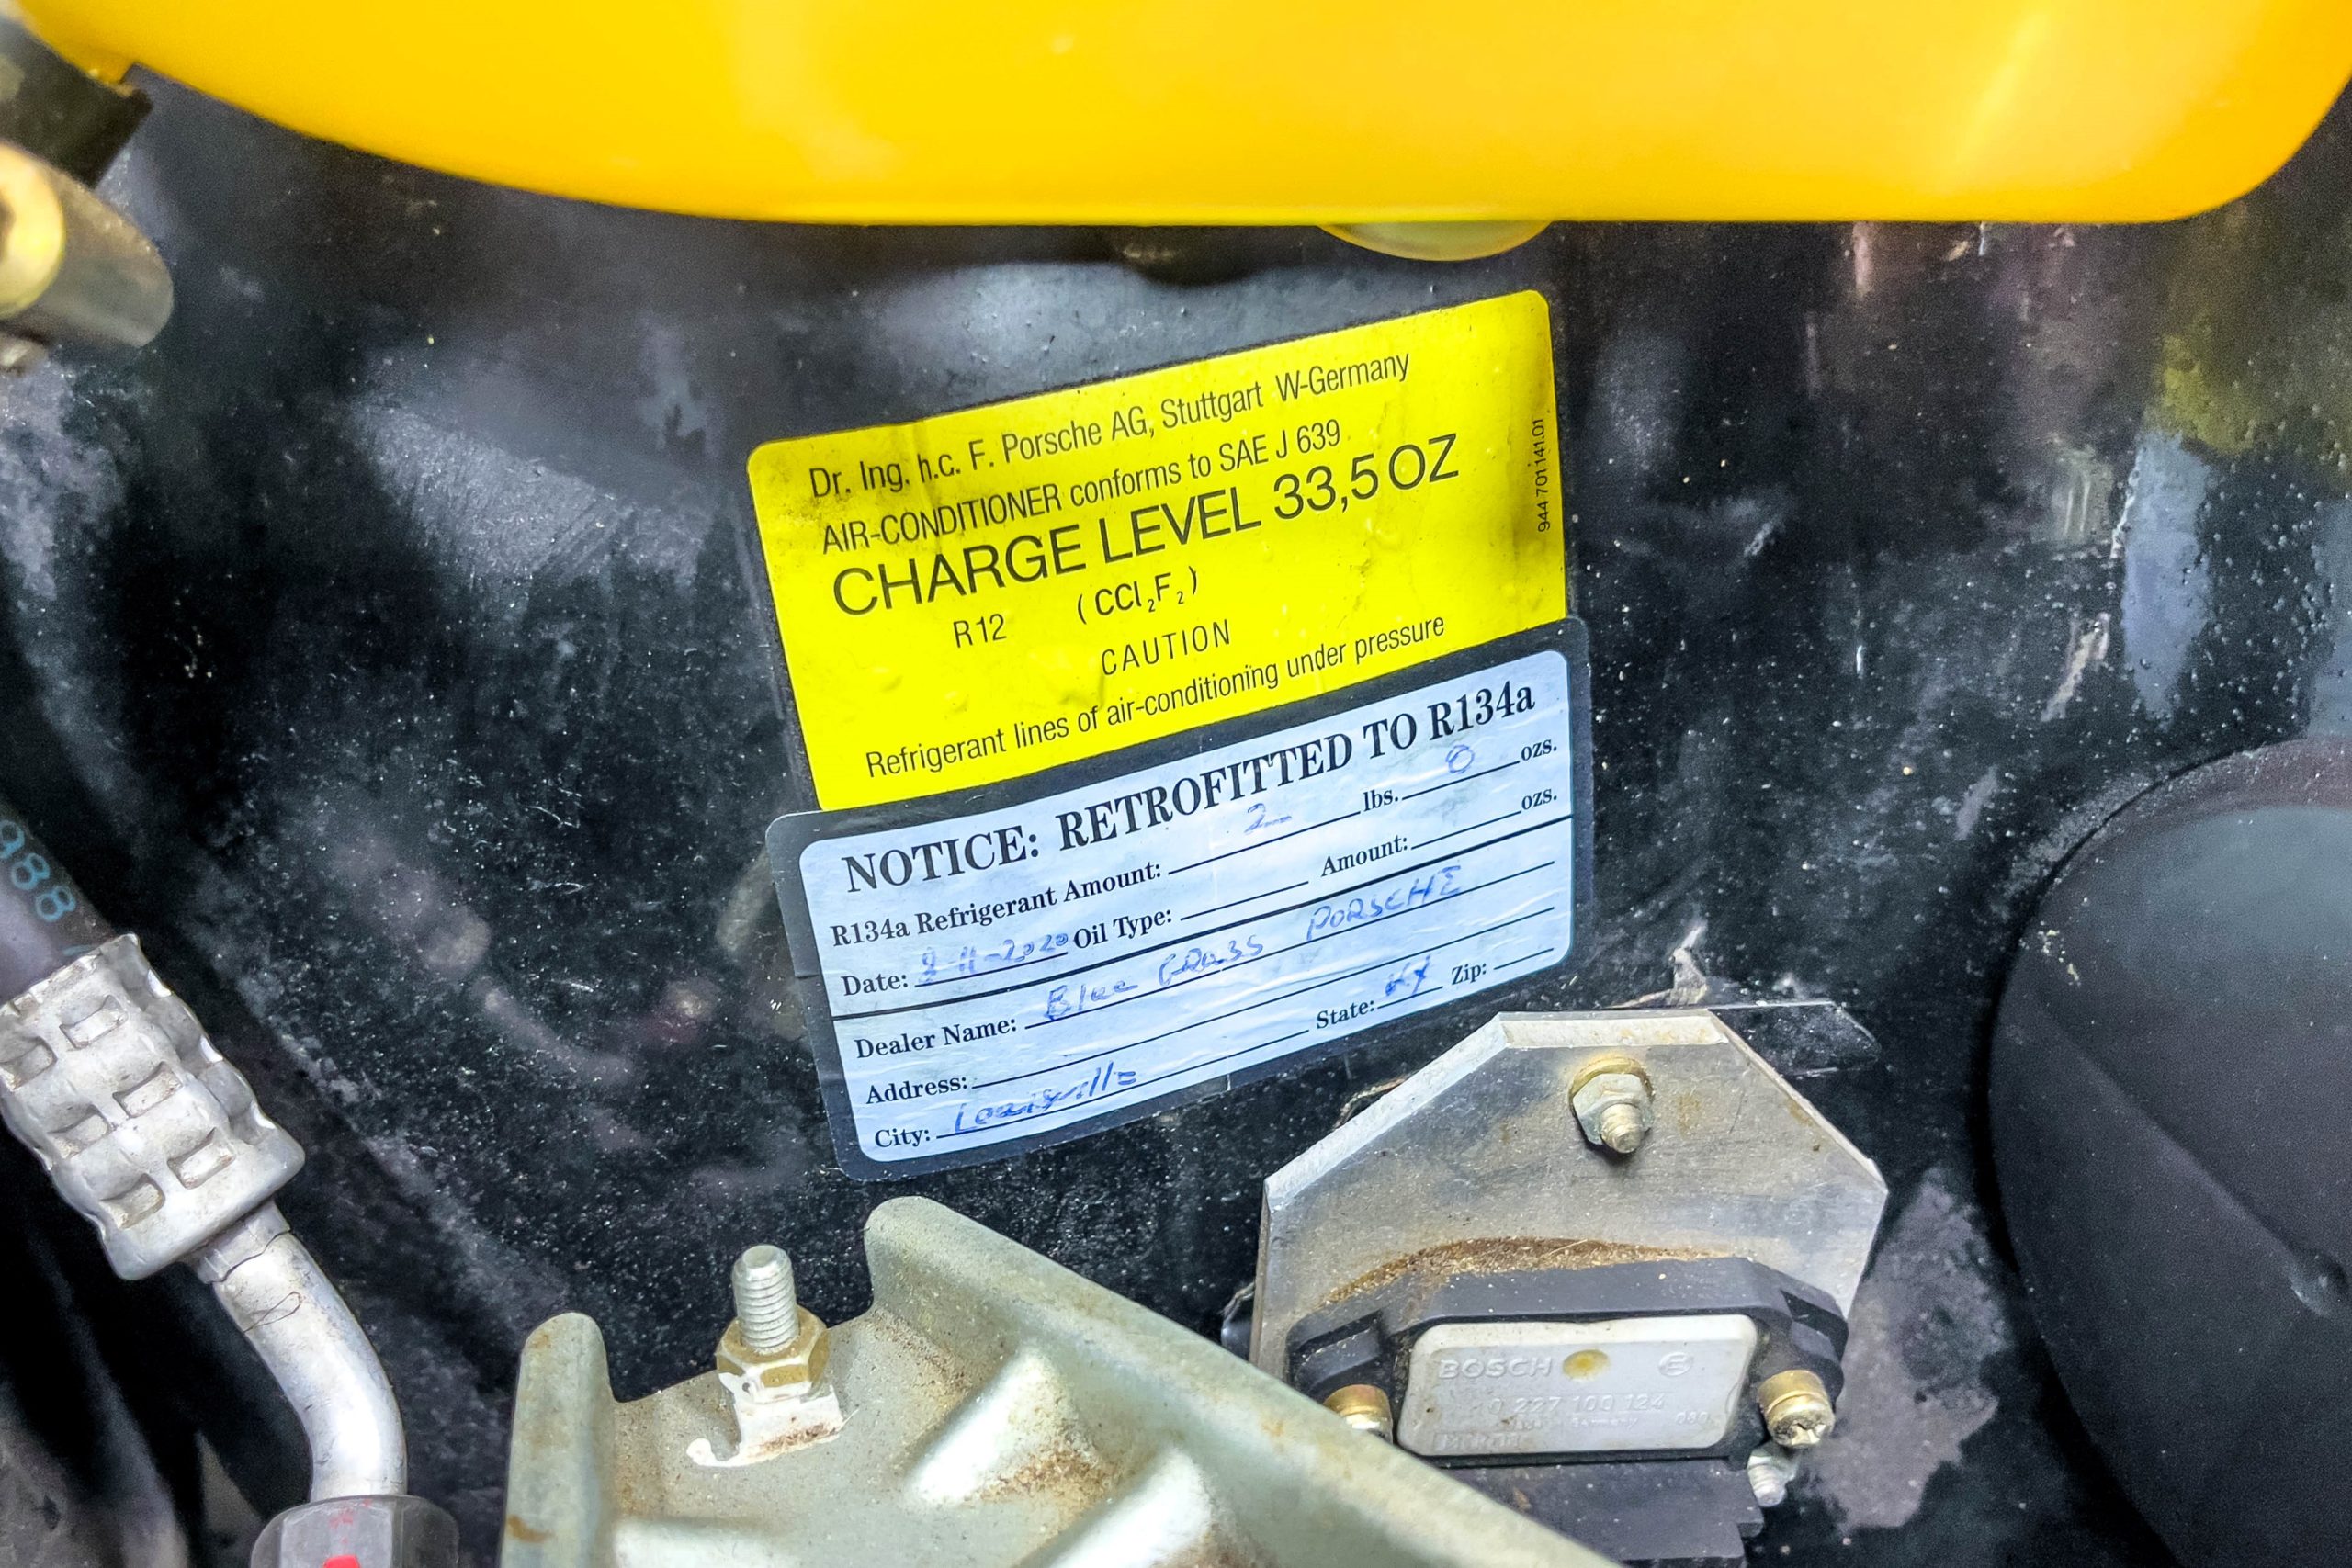 Dr. Ing. h.c. F. Porsche AG, Stuttgart W-Germany
AIR-CONDITIONER conforms to SAE J 639
CHARGE LEVEL 33,5 OZ
R12 (CCl₂F₂)
CAUTION
Refrigerant lines of air-conditioning under pressure
944 701 141.01
NOTICE: RETROFITTED TO R134a
R134a Refrigerant Amount: 2 lbs. 0 ozs.
Date: 9-11-2020 Oil Type: Amount: ozs.
Dealer Name: Blue Grass PORSCHE
Address:
City: Louisville State: KY Zip:
988
BOSCH
0 227 100 124